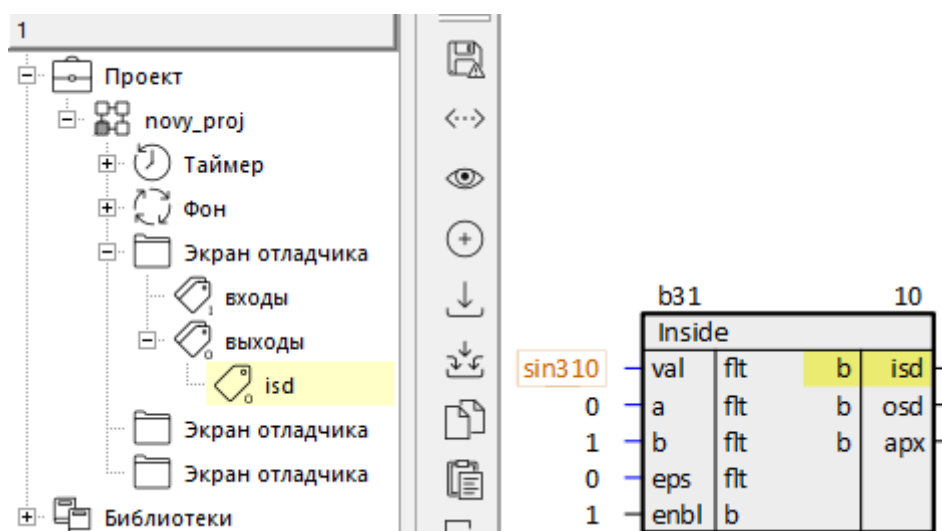 1
Проект
novy_proj
Таймер
Фон
Экран отладчика
входы
выходы
isd
Экран отладчика
Экран отладчика
Библиотеки
b31 10
Inside
sin310 val flt b isd
0 a flt b osd
1 b flt b apx
0 eps flt
1 enbl b